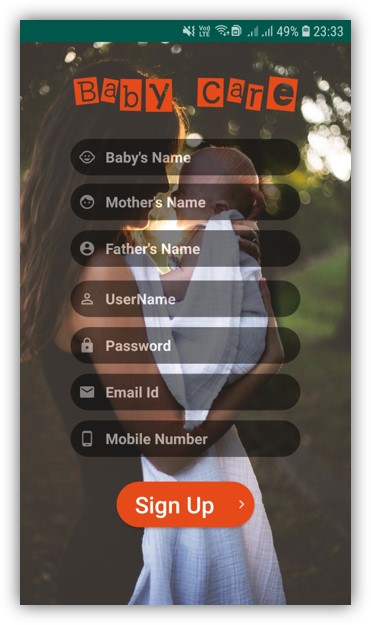 Vo) LTE 49% 23:33
Baby Care
Baby's Name
Mother's Name
Father's Name
UserName
Password
Email Id
Mobile Number
Sign Up